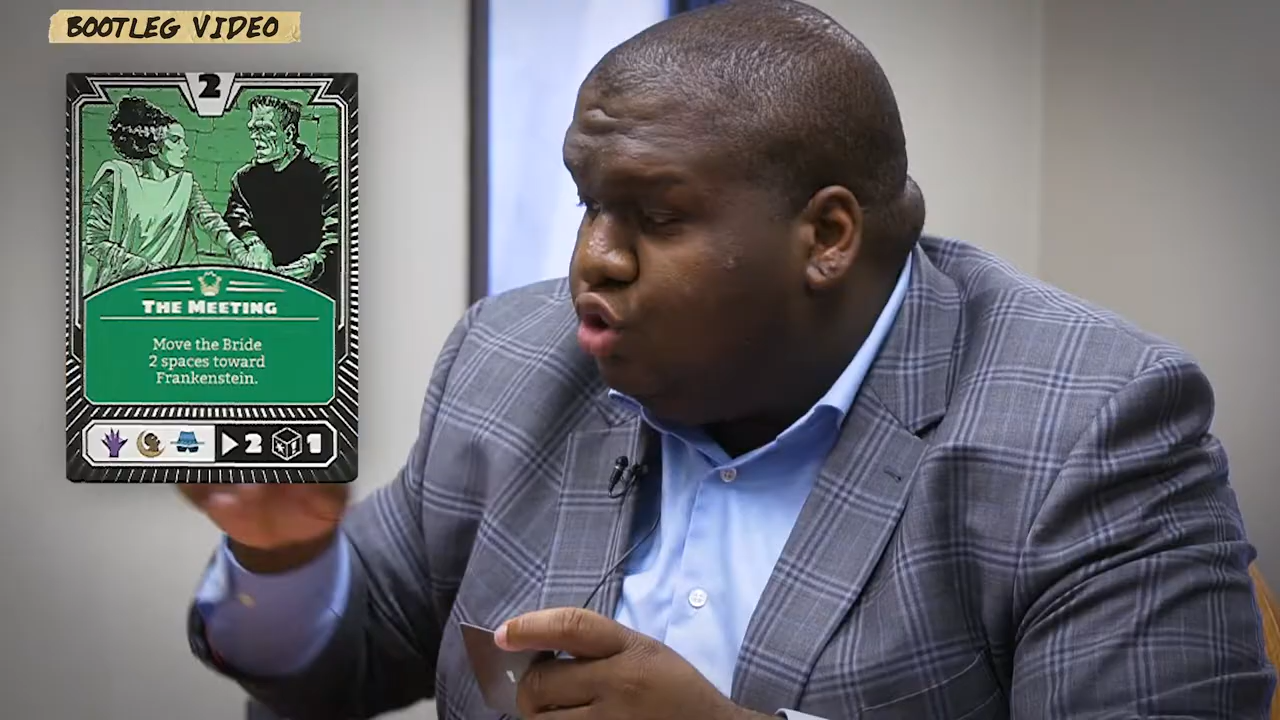 BOOTLEG VIDEO
2
THE MEETING
Move the Bride
2 spaces toward
Frankenstein.
2 1